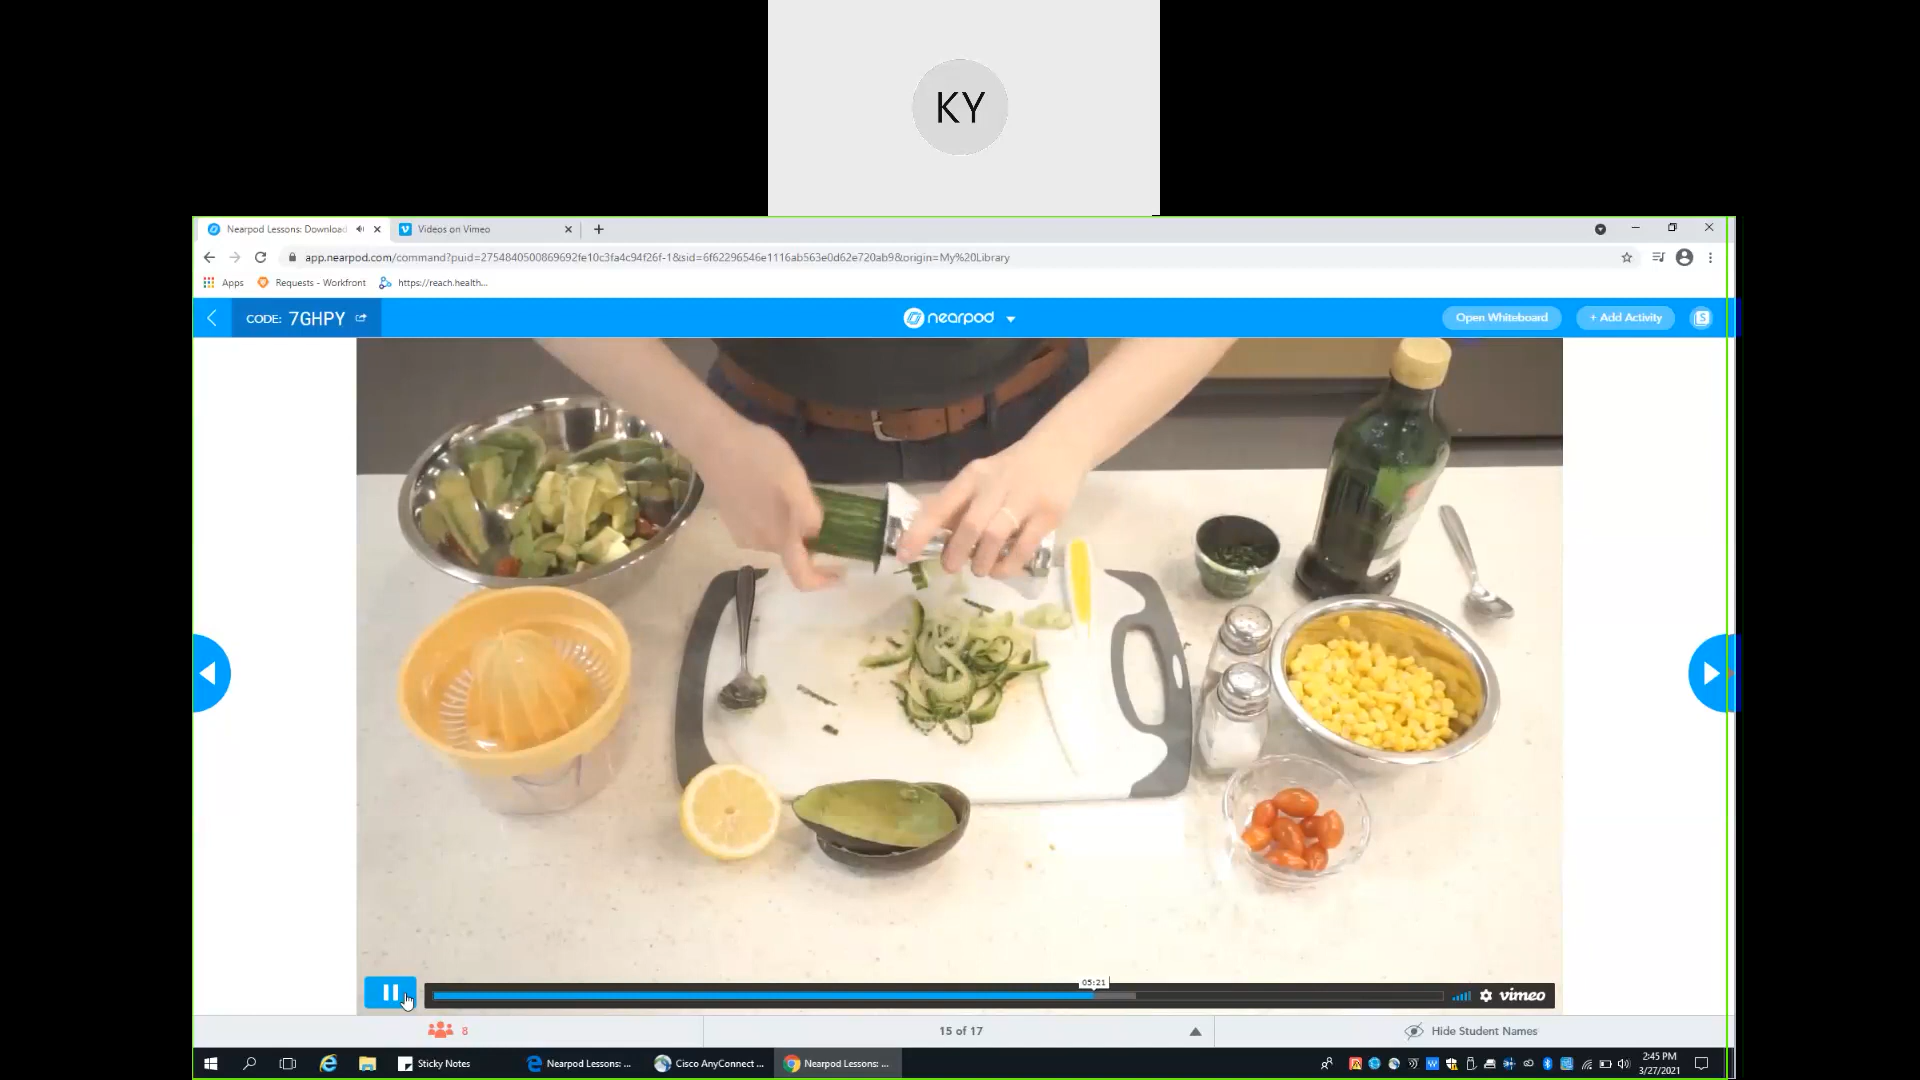 KY
Nearpod Lessons: Download
Videos on Vimeo
app.nearpod.com/command?puid=2754840500869692fe10c3fa4c94f26f-1&sid=6f62296546e1116ab563e0d62e720ab9&origin=My%20Library
Apps
Requests - Workfront
https://reach.health...
CODE: 7GHPY
nearpod
Open Whiteboard
+ Add Activity
S
05:21
vimeo
8
15 of 17
Hide Student Names
Sticky Notes
Nearpod Lessons: ...
Cisco AnyConnect ...
Nearpod Lessons: ...
2:45 PM
3/27/2021